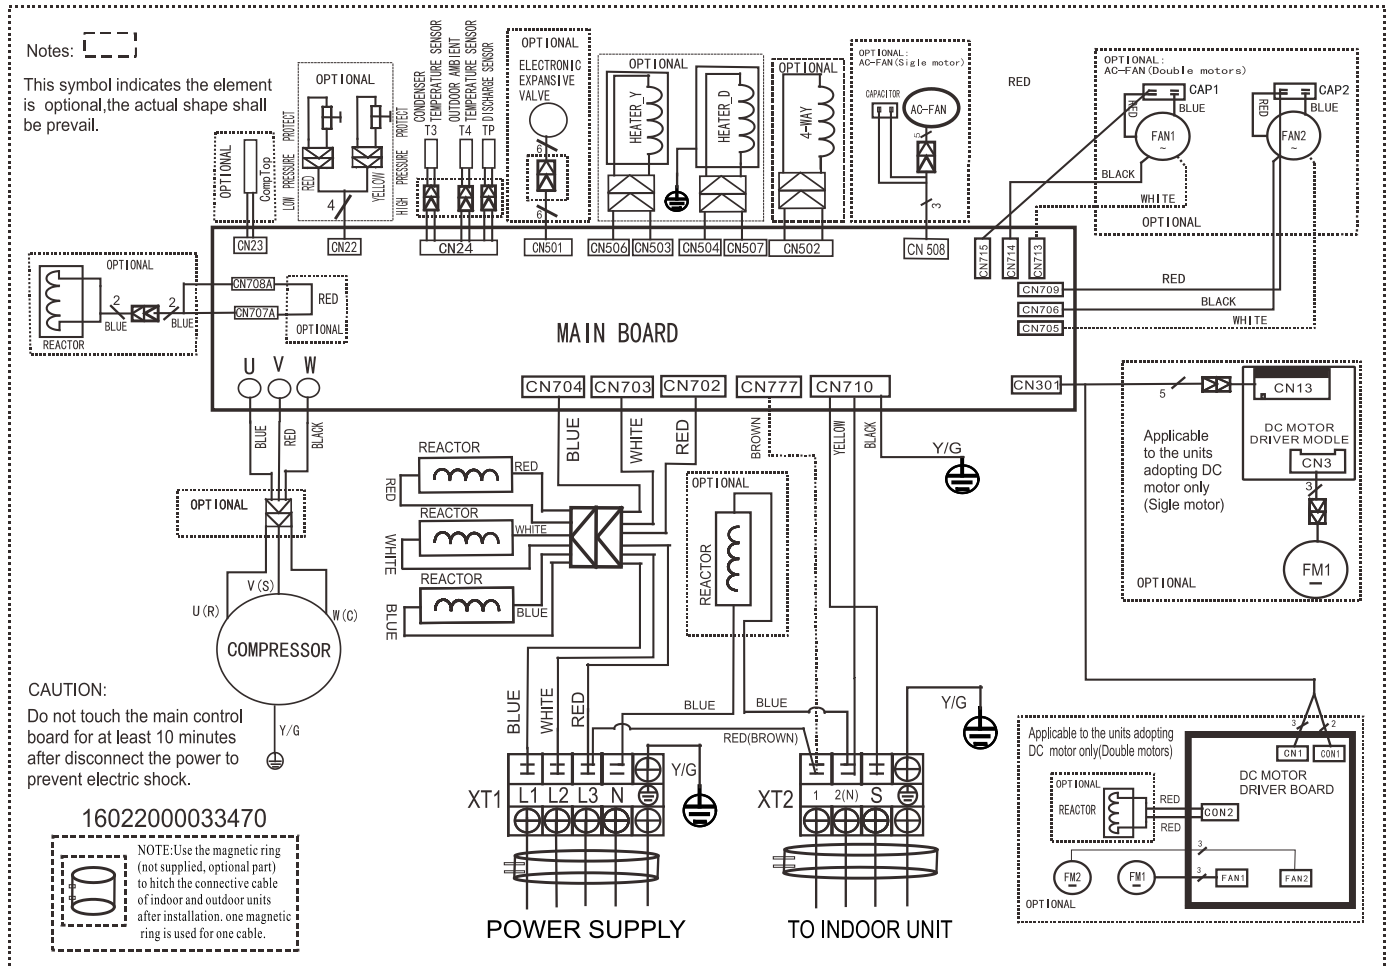 Notes:
This symbol indicates the element
is optional,the actual shape shall
be prevail.
OPTIONAL
CompTop
CN23
OPTIONAL
LOW PRESSURE PROTECT
RED
YELLOW
HIGH PRESSURE PROTECT
4
CN22
CONDENSER
TEMPERATURE SENSOR
OUTDOOR AMBIENT
TEMPERATURE SENSOR
DISCHARGE SENSOR
T3
T4
TP
CN24
OPTIONAL
ELECTRONIC
EXPANSIVE
VALVE
6
6
CN501
OPTIONAL
HEATER_Y
HEATER_D
CN506
CN503
CN504
CN507
OPTIONAL
4-WAY
CN502
OPTIONAL:
AC-FAN(Sigle motor)
CAPACITOR
AC-FAN
5
3
CN 508
RED
OPTIONAL:
AC-FAN(Double motors)
CAP1
CAP2
RED
BLUE
RED
BLUE
FAN1
~
FAN2
~
BLACK
WHITE
OPTIONAL
CN715
CN714
CN713
RED
CN709
BLACK
CN706
WHITE
CN705
OPTIONAL
REACTOR
2
BLUE
2
BLUE
CN708A
CN707A
RED
OPTIONAL
MAIN BOARD
U
V
W
CN704
CN703
CN702
CN777
CN710
CN301
BLUE
RED
BLACK
OPTIONAL
V(S)
U(R)
W(C)
COMPRESSOR
Y/G
BLUE
WHITE
RED
BROWN
YELLOW
BLACK
Y/G
REACTOR
RED
RED
REACTOR
WHITE
WHITE
REACTOR
BLUE
BLUE
OPTIONAL
REACTOR
5
CN13
DC MOTOR
DRIVER MODLE
CN3
3
FM1
Applicable
to the units
adopting DC
motor only
(Sigle motor)
OPTIONAL
CAUTION:
Do not touch the main control
board for at least 10 minutes
after disconnect the power to
prevent electric shock.
16022000033470
NOTE:Use the magnetic ring
(not supplied, optional part)
to hitch the connective cable
of indoor and outdoor units
after installation. one magnetic
ring is used for one cable.
BLUE
WHITE
RED
BLUE
BLUE
RED(BROWN)
Y/G
Y/G
XT1
L1
L2
L3
N
XT2
1
2(N)
S
POWER SUPPLY
TO INDOOR UNIT
Applicable to the units adopting
DC motor only(Double motors)
3
2
CN1
CON1
DC MOTOR
DRIVER BOARD
OPTIONAL
REACTOR
RED
RED
CON2
3
FM2
FM1
3
FAN1
FAN2
OPTIONAL